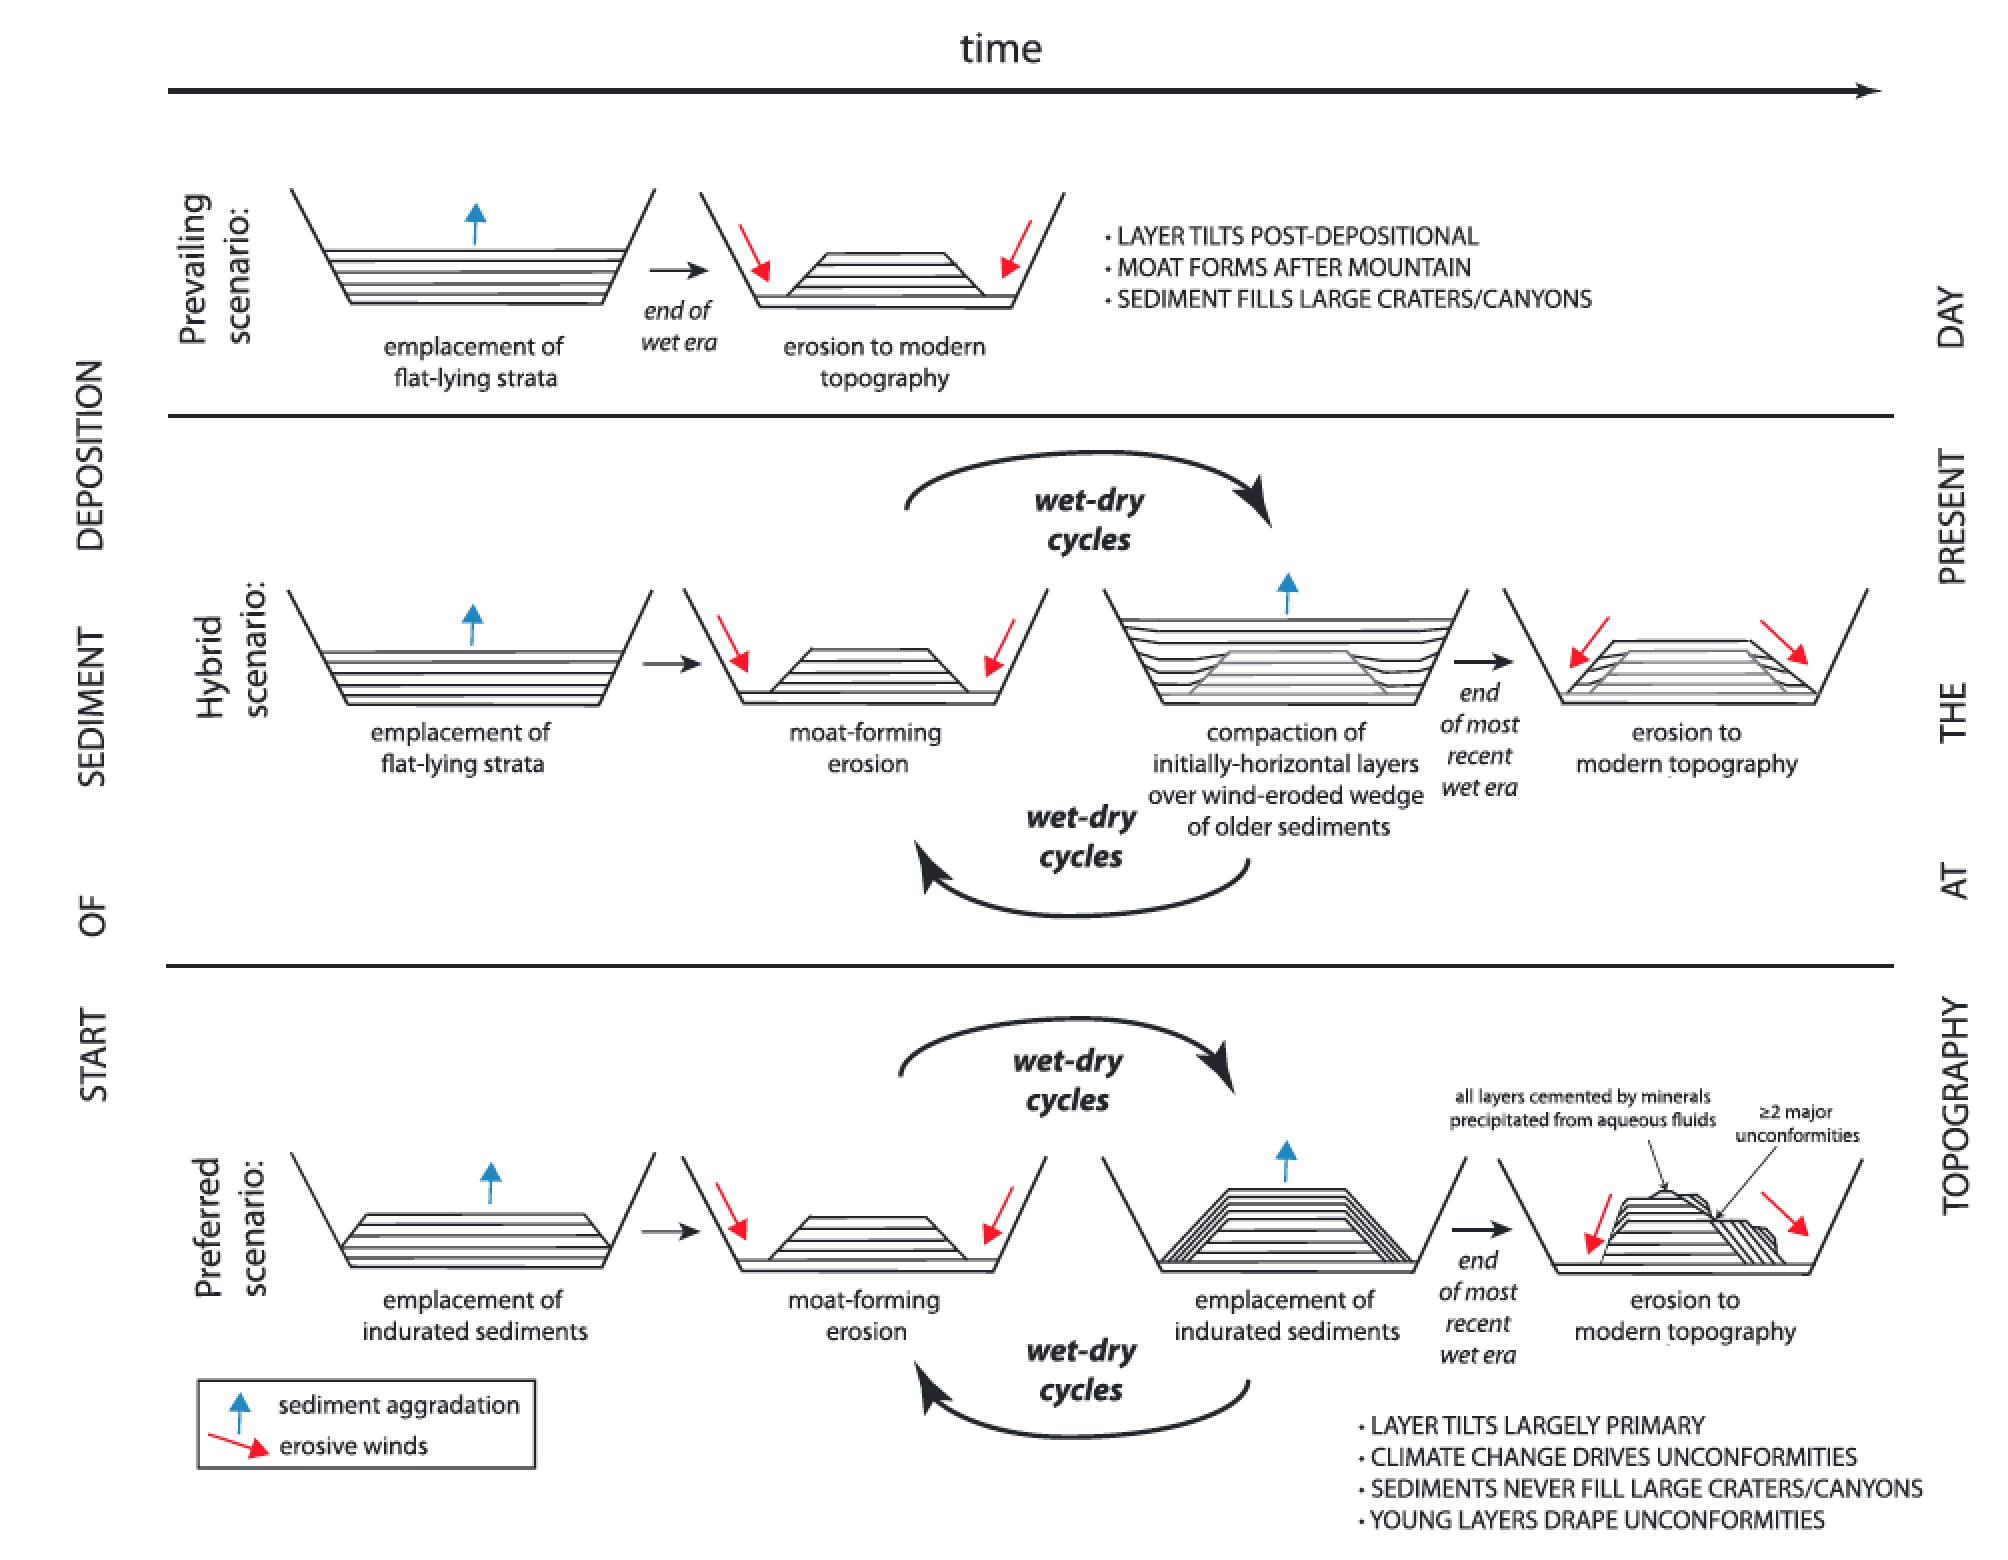 time
Prevailing
scenario:
emplacement of
flat-lying strata
end of
wet era
erosion to modern
topography
• LAYER TILTS POST-DEPOSITIONAL
• MOAT FORMS AFTER MOUNTAIN
• SEDIMENT FILLS LARGE CRATERS/CANYONS
START OF SEDIMENT DEPOSITION
TOPOGRAPHY AT THE PRESENT DAY
Hybrid
scenario:
wet-dry
cycles
emplacement of
flat-lying strata
moat-forming
erosion
compaction of
initially-horizontal layers
over wind-eroded wedge
of older sediments
end
of most
recent
wet era
erosion to
modern topography
wet-dry
cycles
Preferred
scenario:
wet-dry
cycles
all layers cemented by minerals
precipitated from aqueous fluids
≥2 major
unconformities
emplacement of
indurated sediments
moat-forming
erosion
emplacement of
indurated sediments
end
of most
recent
wet era
erosion to
modern topography
wet-dry
cycles
sediment aggradation
erosive winds
• LAYER TILTS LARGELY PRIMARY
• CLIMATE CHANGE DRIVES UNCONFORMITIES
• SEDIMENTS NEVER FILL LARGE CRATERS/CANYONS
• YOUNG LAYERS DRAPE UNCONFORMITIES